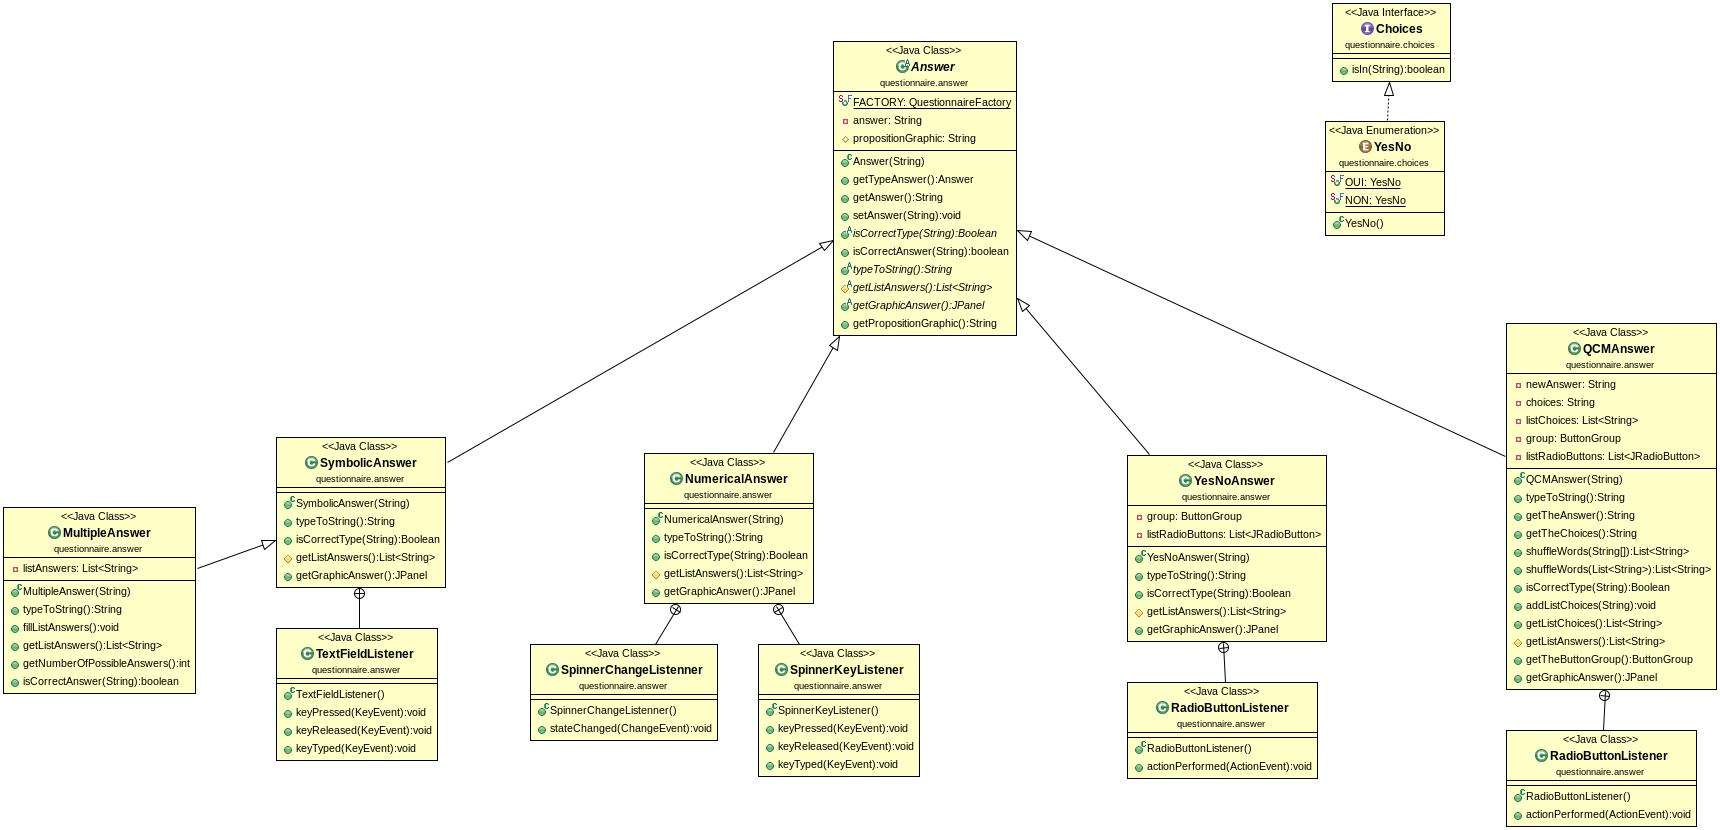 <<Java Interface>>
Choices
questionnaire.choices
isIn(String):boolean
<<Java Enumeration>>
YesNo
questionnaire.choices
OUI: YesNo
NON: YesNo
YesNo()
<<Java Class>>
Answer
questionnaire.answer
FACTORY: QuestionnaireFactory
answer: String
propositionGraphic: String
Answer(String)
getTypeAnswer():Answer
getAnswer():String
setAnswer(String):void
isCorrectType(String):Boolean
isCorrectAnswer(String):boolean
typeToString():String
getListAnswers():List<String>
getGraphicAnswer():JPanel
getPropositionGraphic():String
<<Java Class>>
MultipleAnswer
questionnaire.answer
listAnswers: List<String>
MultipleAnswer(String)
typeToString():String
fillListAnswers():void
getListAnswers():List<String>
getNumberOfPossibleAnswers():int
isCorrectAnswer(String):boolean
<<Java Class>>
SymbolicAnswer
questionnaire.answer
SymbolicAnswer(String)
typeToString():String
isCorrectType(String):Boolean
getListAnswers():List<String>
getGraphicAnswer():JPanel
<<Java Class>>
TextFieldListener
questionnaire.answer
TextFieldListener()
keyPressed(KeyEvent):void
keyReleased(KeyEvent):void
keyTyped(KeyEvent):void
<<Java Class>>
NumericalAnswer
questionnaire.answer
NumericalAnswer(String)
typeToString():String
isCorrectType(String):Boolean
getListAnswers():List<String>
getGraphicAnswer():JPanel
<<Java Class>>
SpinnerChangeListenner
questionnaire.answer
SpinnerChangeListenner()
stateChanged(ChangeEvent):void
<<Java Class>>
SpinnerKeyListener
questionnaire.answer
SpinnerKeyListener()
keyPressed(KeyEvent):void
keyReleased(KeyEvent):void
keyTyped(KeyEvent):void
<<Java Class>>
YesNoAnswer
questionnaire.answer
group: ButtonGroup
listRadioButtons: List<JRadioButton>
YesNoAnswer(String)
typeToString():String
isCorrectType(String):Boolean
getListAnswers():List<String>
getGraphicAnswer():JPanel
<<Java Class>>
RadioButtonListener
questionnaire.answer
RadioButtonListener()
actionPerformed(ActionEvent):void
<<Java Class>>
QCMAnswer
questionnaire.answer
newAnswer: String
choices: String
listChoices: List<String>
group: ButtonGroup
listRadioButtons: List<JRadioButton>
QCMAnswer(String)
typeToString():String
getTheAnswer():String
getTheChoices():String
shuffleWords(String[]):List<String>
shuffleWords(List<String>):List<String>
isCorrectType(String):Boolean
addListChoices(String):void
getListChoices():List<String>
getListAnswers():List<String>
getTheButtonGroup():ButtonGroup
getGraphicAnswer():JPanel
<<Java Class>>
RadioButtonListener
questionnaire.answer
RadioButtonListener()
actionPerformed(ActionEvent):void